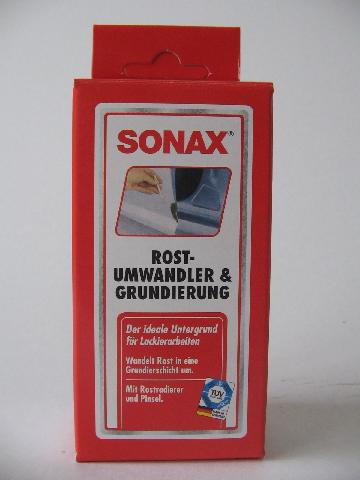 SONAX®
ROST-
UMWANDLER &
GRUNDIERUNG
Der ideale Untergrund
für Lackierarbeiten
Wandelt Rost in eine
Grundierschicht um.
Mit Rostradierer
und Pinsel.
TÜV